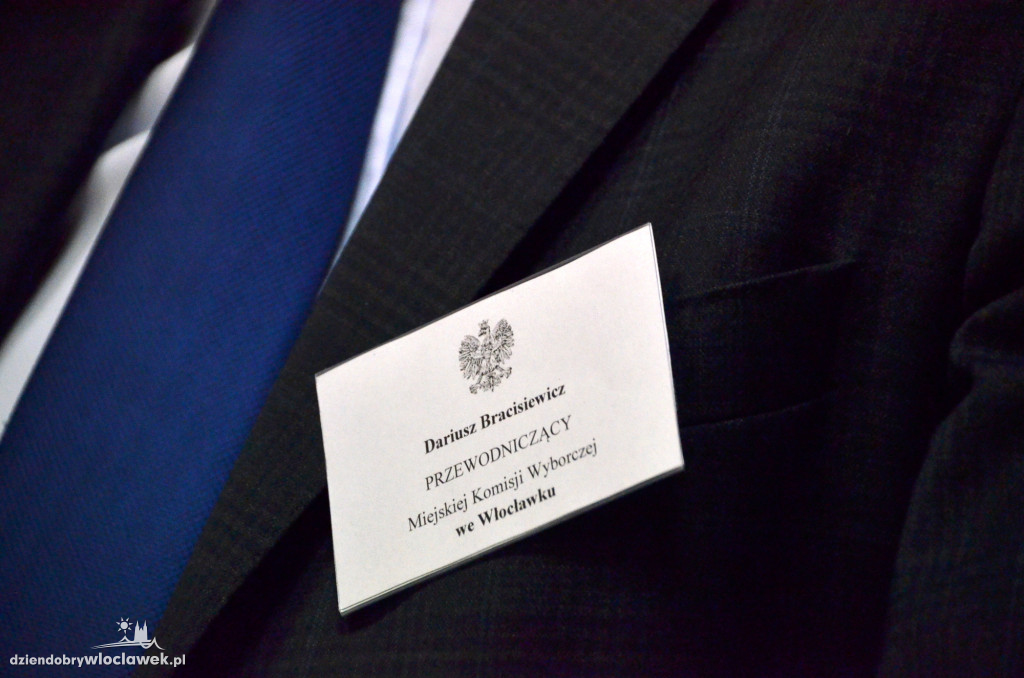 Dariusz Bracisiewicz
PRZEWODNICZĄCY
Miejskiej Komisji Wyborczej
we Włocławku
dziendobrywloclawek.pl